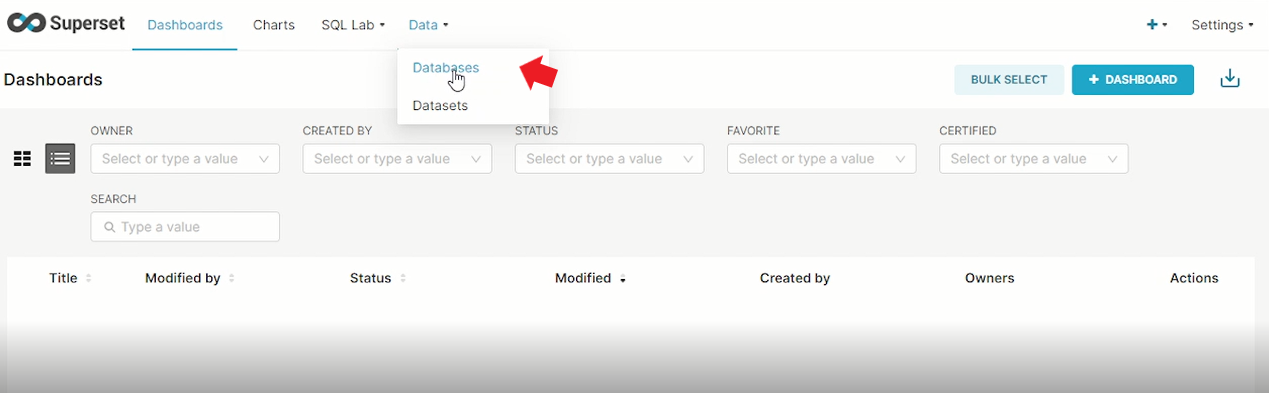 Superset Dashboards Charts SQL Lab Data Settings
Databases
Datasets
Dashboards BULK SELECT + DASHBOARD
OWNER CREATED BY STATUS FAVORITE CERTIFIED
Select or type a value Select or type a value Select or type a value Select or type a value Select or type a value
SEARCH
Type a value
Title Modified by Status Modified Created by Owners Actions